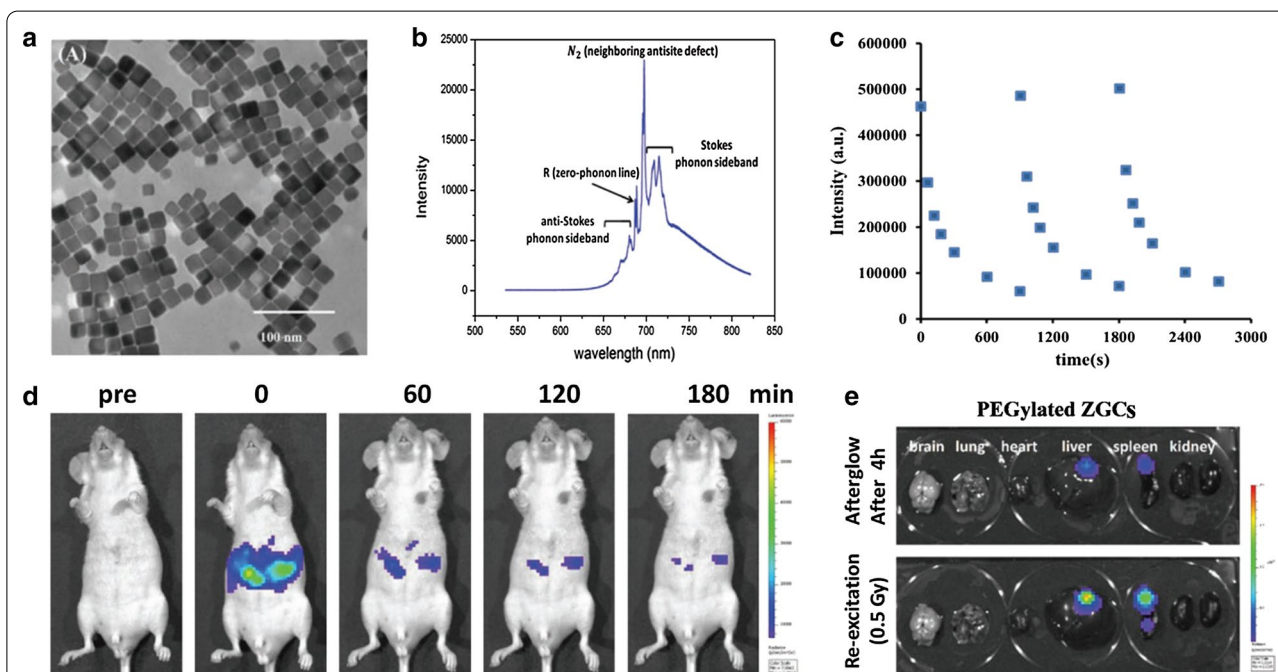 a
(A)
100 nm
b
25000
20000
15000
10000
5000
0
Intensity
N₂ (neighboring antisite defect)
Stokes
phonon sideband
R (zero-phonon line)
anti-Stokes
phonon sideband
500 550 600 650 700 750 800 850
wavelength (nm)
c
600000
500000
400000
300000
200000
100000
0
Intensity (a.u.)
0 600 1200 1800 2400 3000
time(s)
d
pre 0 60 120 180 min
Luminescence
Radiance
e
PEGylated ZGCs
brain lung heart liver spleen kidney
Afterglow
After 4h
Re-excitation
(0.5 Gy)